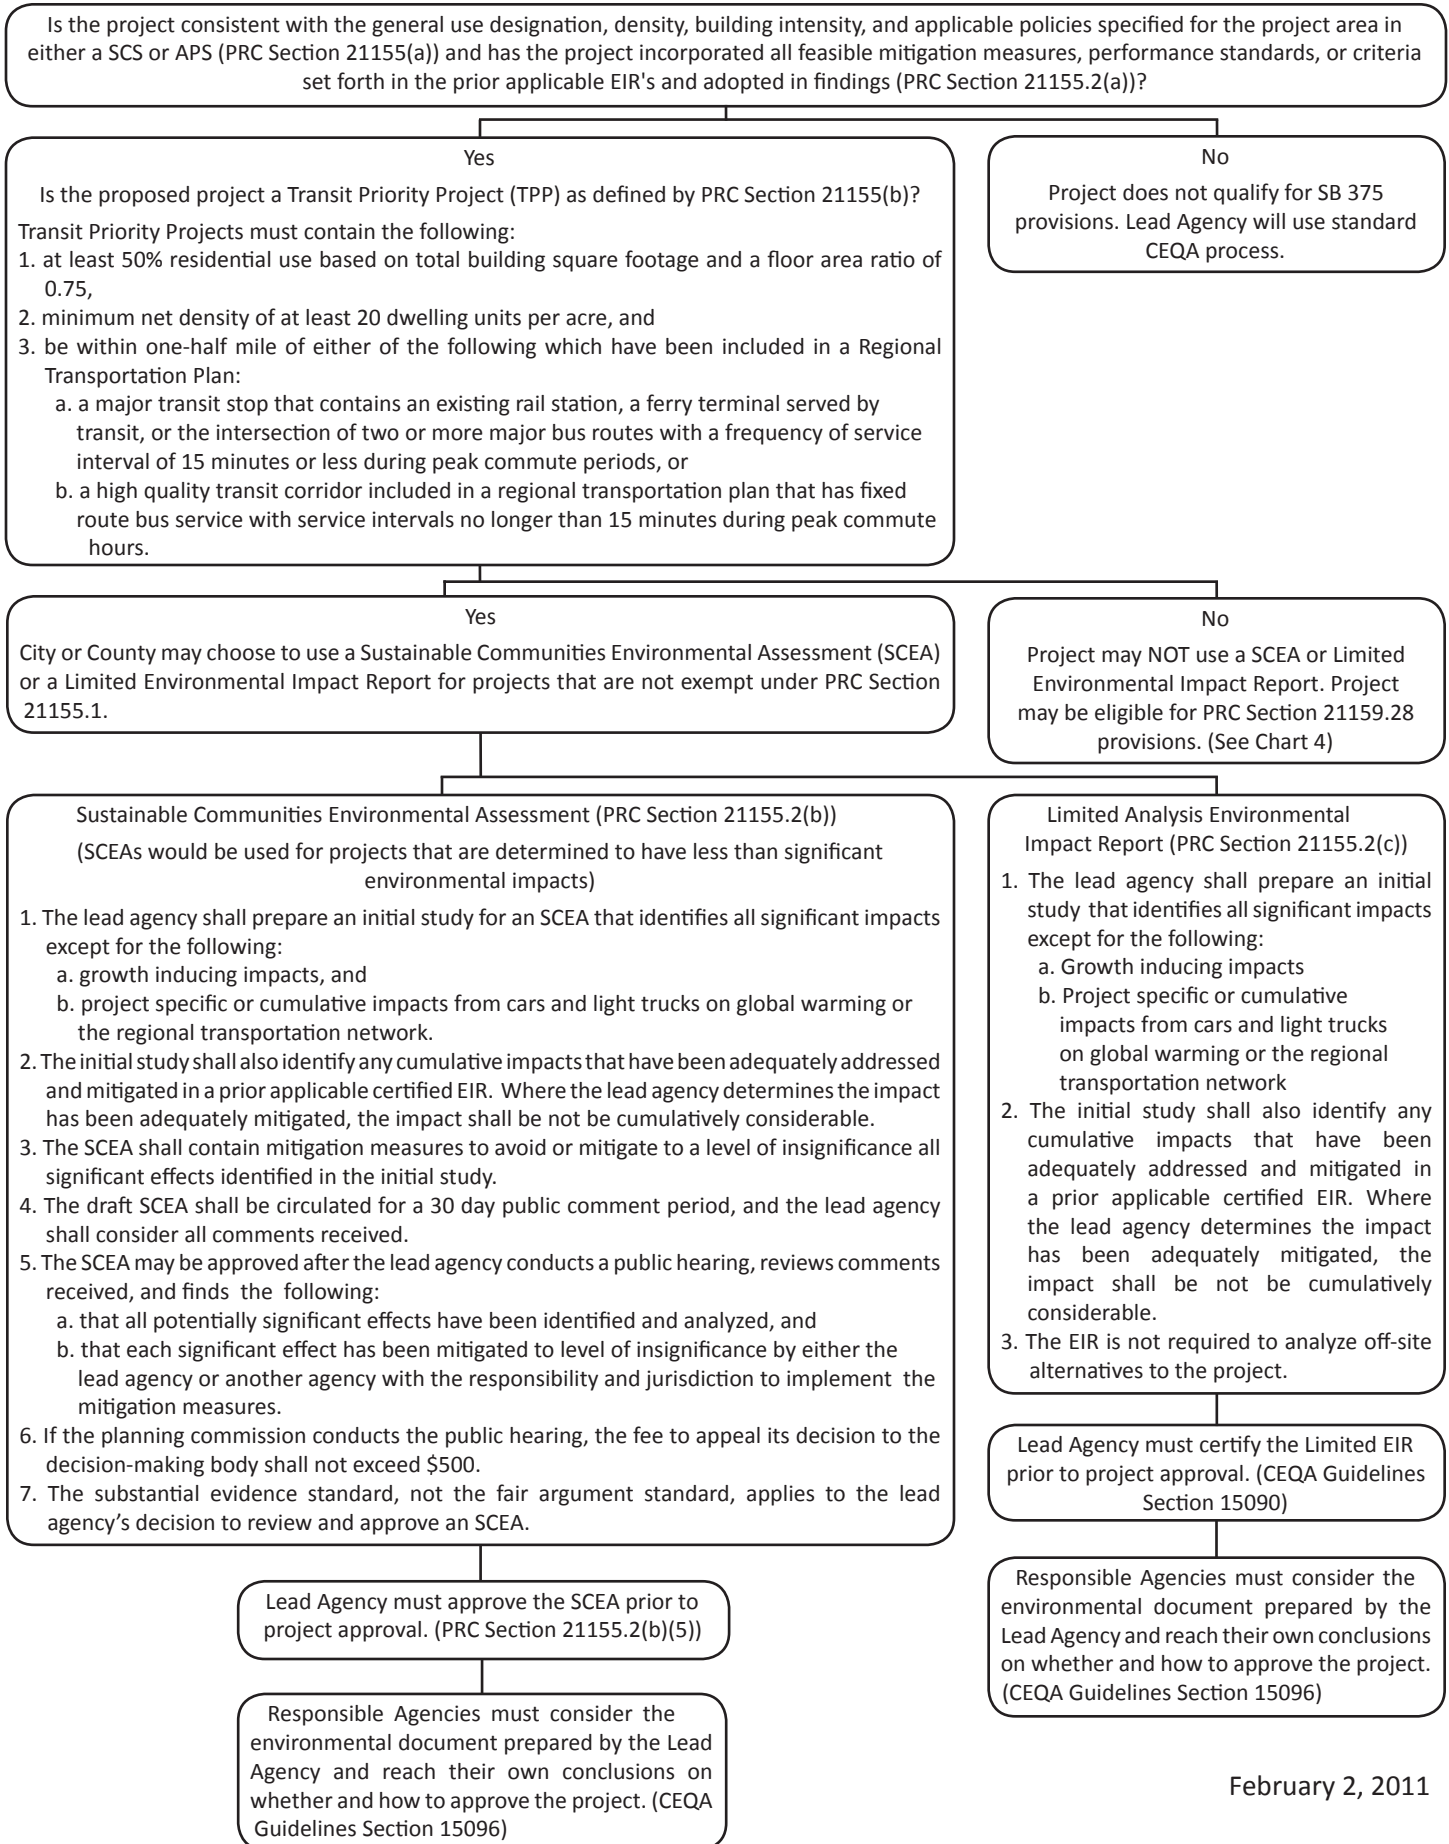 Is the project consistent with the general use designation, density, building intensity, and applicable policies specified for the project area in
either a SCS or APS (PRC Section 21155(a)) and has the project incorporated all feasible mitigation measures, performance standards, or criteria
set forth in the prior applicable EIR's and adopted in findings (PRC Section 21155.2(a))?
Yes
Is the proposed project a Transit Priority Project (TPP) as defined by PRC Section 21155(b)?
Transit Priority Projects must contain the following:
1. at least 50% residential use based on total building square footage and a floor area ratio of
0.75,
2. minimum net density of at least 20 dwelling units per acre, and
3. be within one-half mile of either of the following which have been included in a Regional
Transportation Plan:
a. a major transit stop that contains an existing rail station, a ferry terminal served by
transit, or the intersection of two or more major bus routes with a frequency of service
interval of 15 minutes or less during peak commute periods, or
b. a high quality transit corridor included in a regional transportation plan that has fixed
route bus service with service intervals no longer than 15 minutes during peak commute
hours.
No
Project does not qualify for SB 375
provisions. Lead Agency will use standard
CEQA process.
Yes
City or County may choose to use a Sustainable Communities Environmental Assessment (SCEA)
or a Limited Environmental Impact Report for projects that are not exempt under PRC Section
21155.1.
No
Project may NOT use a SCEA or Limited
Environmental Impact Report. Project
may be eligible for PRC Section 21159.28
provisions. (See Chart 4)
Sustainable Communities Environmental Assessment (PRC Section 21155.2(b))
(SCEAs would be used for projects that are determined to have less than significant
environmental impacts)
1. The lead agency shall prepare an initial study for an SCEA that identifies all significant impacts
except for the following:
a. growth inducing impacts, and
b. project specific or cumulative impacts from cars and light trucks on global warming or
the regional transportation network.
2. The initial study shall also identify any cumulative impacts that have been adequately addressed
and mitigated in a prior applicable certified EIR. Where the lead agency determines the impact
has been adequately mitigated, the impact shall be not be cumulatively considerable.
3. The SCEA shall contain mitigation measures to avoid or mitigate to a level of insignificance all
significant effects identified in the initial study.
4. The draft SCEA shall be circulated for a 30 day public comment period, and the lead agency
shall consider all comments received.
5. The SCEA may be approved after the lead agency conducts a public hearing, reviews comments
received, and finds the following:
a. that all potentially significant effects have been identified and analyzed, and
b. that each significant effect has been mitigated to level of insignificance by either the
lead agency or another agency with the responsibility and jurisdiction to implement the
mitigation measures.
6. If the planning commission conducts the public hearing, the fee to appeal its decision to the
decision-making body shall not exceed $500.
7. The substantial evidence standard, not the fair argument standard, applies to the lead
agency's decision to review and approve an SCEA.
Limited Analysis Environmental
Impact Report (PRC Section 21155.2(c))
1. The lead agency shall prepare an initial
study that identifies all significant impacts
except for the following:
a. Growth inducing impacts
b. Project specific or cumulative
impacts from cars and light trucks
on global warming or the regional
transportation network
2. The initial study shall also identify any
cumulative impacts that have been
adequately addressed and mitigated in
a prior applicable certified EIR. Where
the lead agency determines the impact
has been adequately mitigated, the
impact shall be not be cumulatively
considerable.
3. The EIR is not required to analyze off-site
alternatives to the project.
Lead Agency must certify the Limited EIR
prior to project approval. (CEQA Guidelines
Section 15090)
Responsible Agencies must consider the
environmental document prepared by the
Lead Agency and reach their own conclusions
on whether and how to approve the project.
(CEQA Guidelines Section 15096)
Lead Agency must approve the SCEA prior to
project approval. (PRC Section 21155.2(b)(5))
Responsible Agencies must consider the
environmental document prepared by the Lead
Agency and reach their own conclusions on
whether and how to approve the project. (CEQA
Guidelines Section 15096)
February 2, 2011